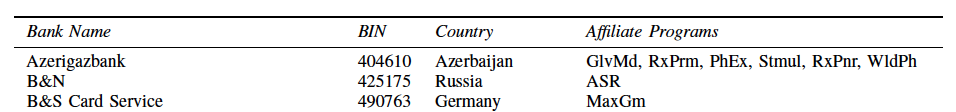 Bank Name BIN Country Affiliate Programs
Azerigazbank 404610 Azerbaijan GlvMd, RxPrm, PhEx, Stmul, RxPnr, WldPh
B&N 425175 Russia ASR
B&S Card Service 490763 Germany MaxGm